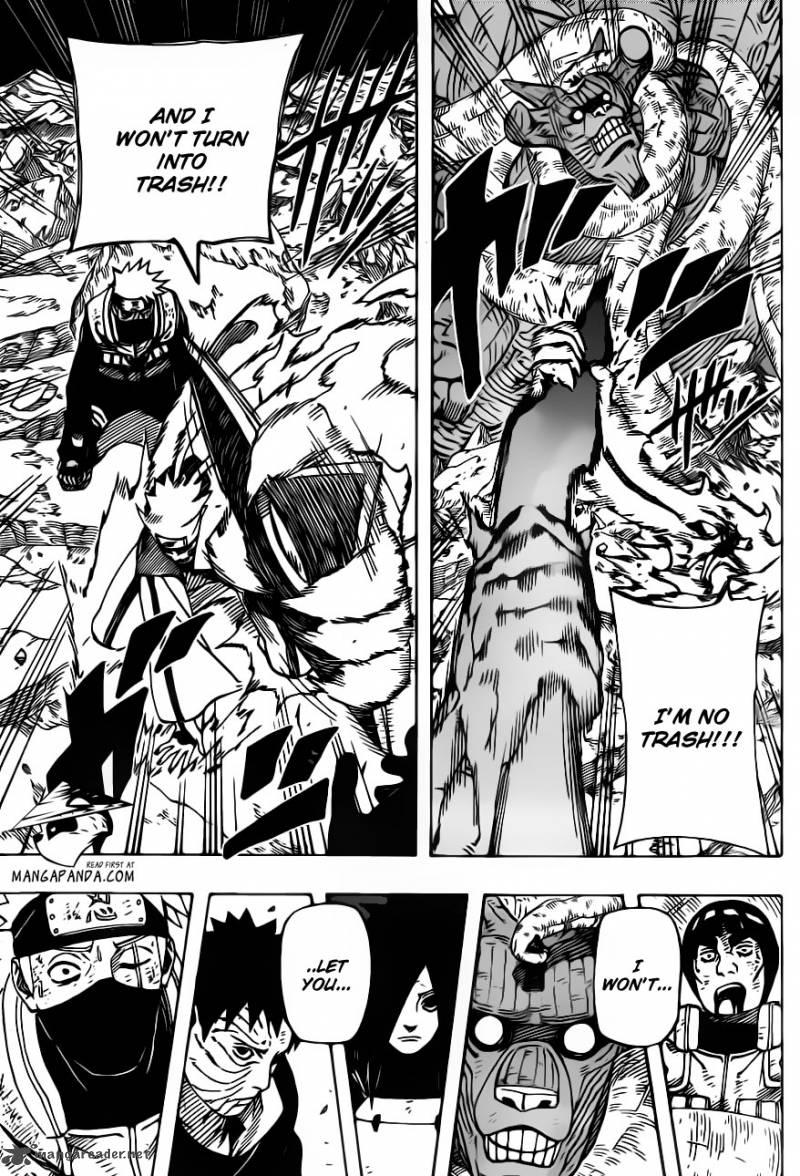 I'M NO
TRASH!!!
AND I
WON'T TURN
INTO
TRASH!!
I
WON'T...
..LET
YOU...
READ FIRST AT
MANGAPANDA.COM
mangareader.net